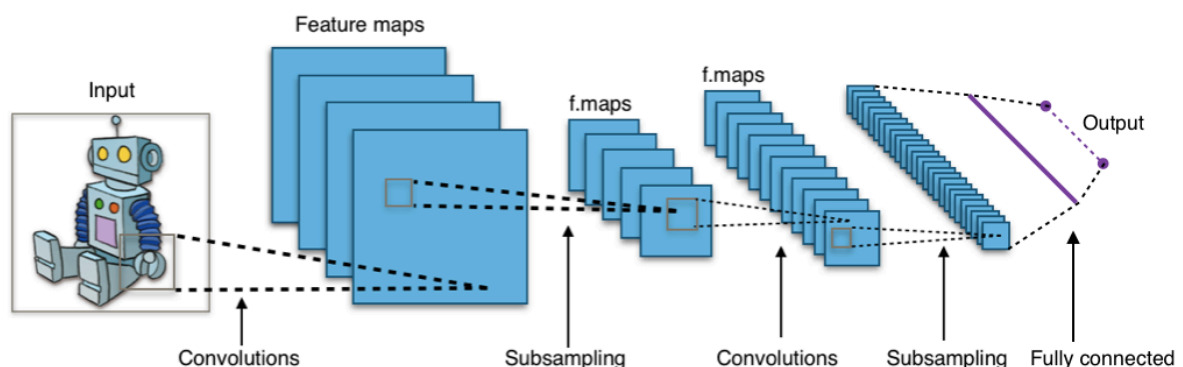 Feature maps
Input
f.maps
f.maps
Output
Convolutions
Subsampling
Convolutions
Subsampling
Fully connected